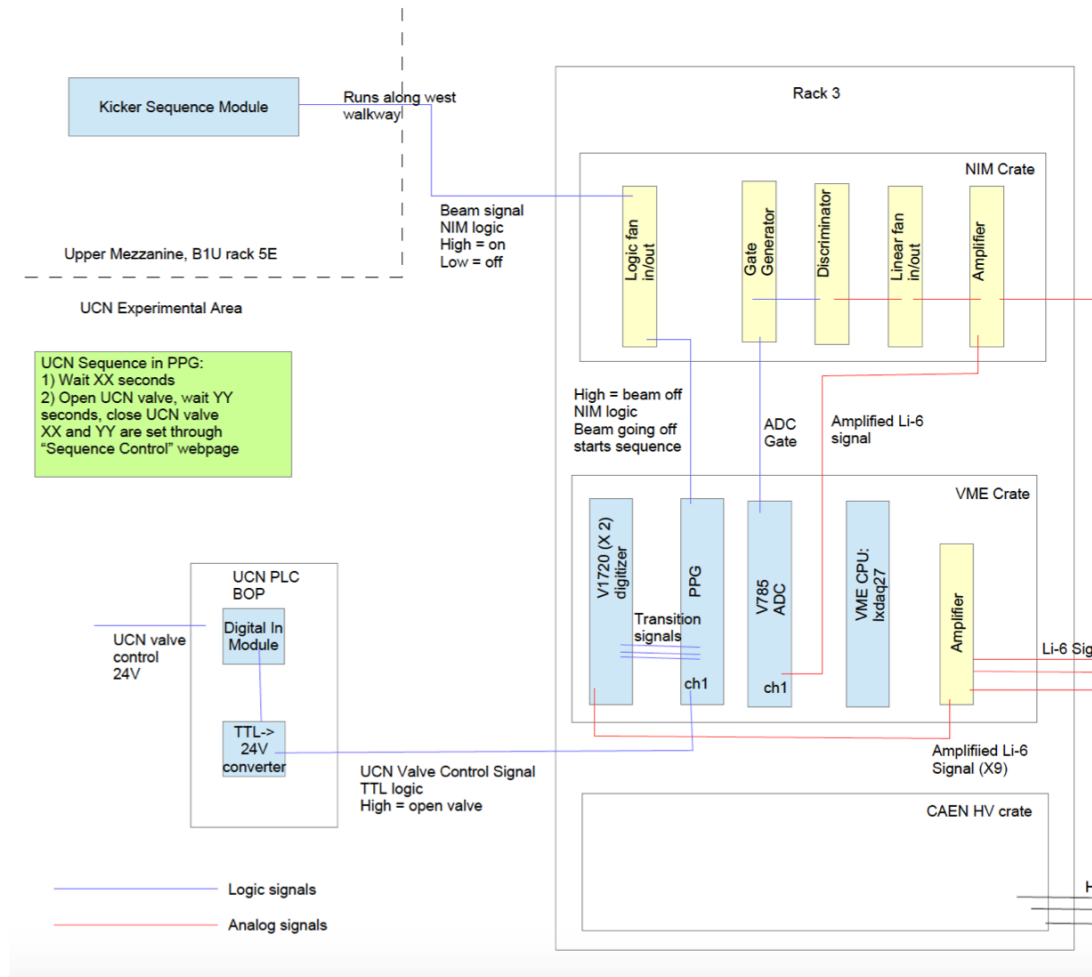 Kicker Sequence Module
Runs along west
walkway
Rack 3
NIM Crate
Beam signal
NIM logic
High = on
Low = off
Logic fan
in/out
Gate
Generator
Discriminator
Linear fan
in/out
Amplifier
Upper Mezzanine, B1U rack 5E
UCN Experimental Area
UCN Sequence in PPG:
1) Wait XX seconds
2) Open UCN valve, wait YY
seconds, close UCN valve
XX and YY are set through
“Sequence Control” webpage
High = beam off
NIM logic
Beam going off
starts sequence
ADC
Gate
Amplified Li-6
signal
VME Crate
V1720 (X 2)
digitizer
Transition
signals
PPG
ch1
V785
ADC
ch1
VME CPU:
lxdaq27
Amplifier
Li-6 Sig
Amplifiied Li-6
Signal (X9)
UCN PLC
BOP
Digital In
Module
UCN valve
control
24V
TTL->
24V
converter
UCN Valve Control Signal
TTL logic
High = open valve
CAEN HV crate
H
Logic signals
Analog signals